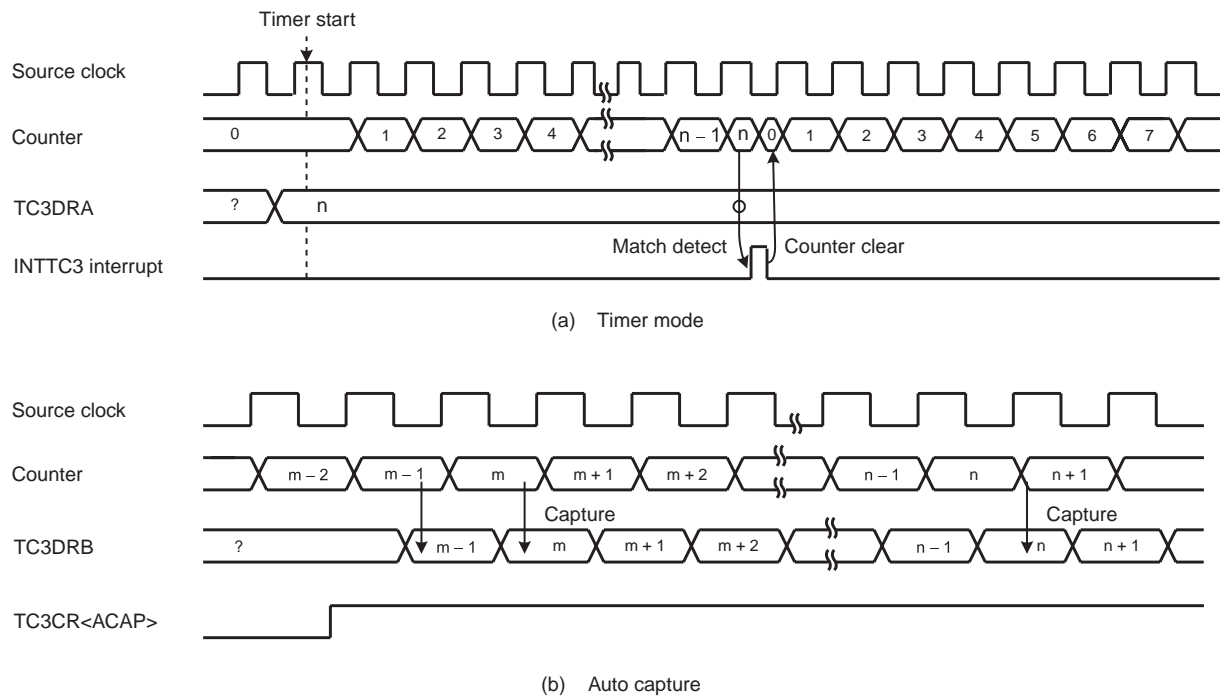 Timer start
Source clock
Counter 0 1 2 3 4 n – 1 n 0 1 2 3 4 5 6 7
TC3DRA ? n
Match detect Counter clear
INTTC3 interrupt
(a) Timer mode
Source clock
Counter m – 2 m – 1 m m + 1 m + 2 n – 1 n n + 1
Capture Capture
TC3DRB ? m – 1 m m + 1 m + 2 n – 1 n n + 1
TC3CR<ACAP>
(b) Auto capture